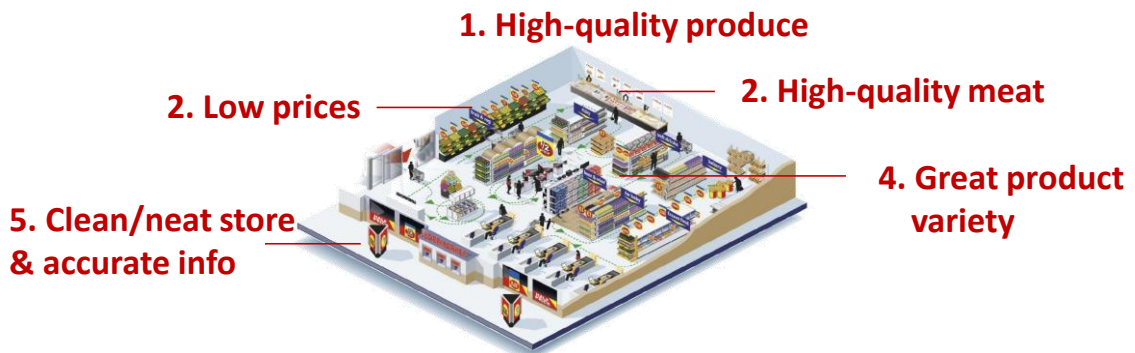 1. High-quality produce
2. Low prices
2. High-quality meat
4. Great product
variety
5. Clean/neat store
& accurate info